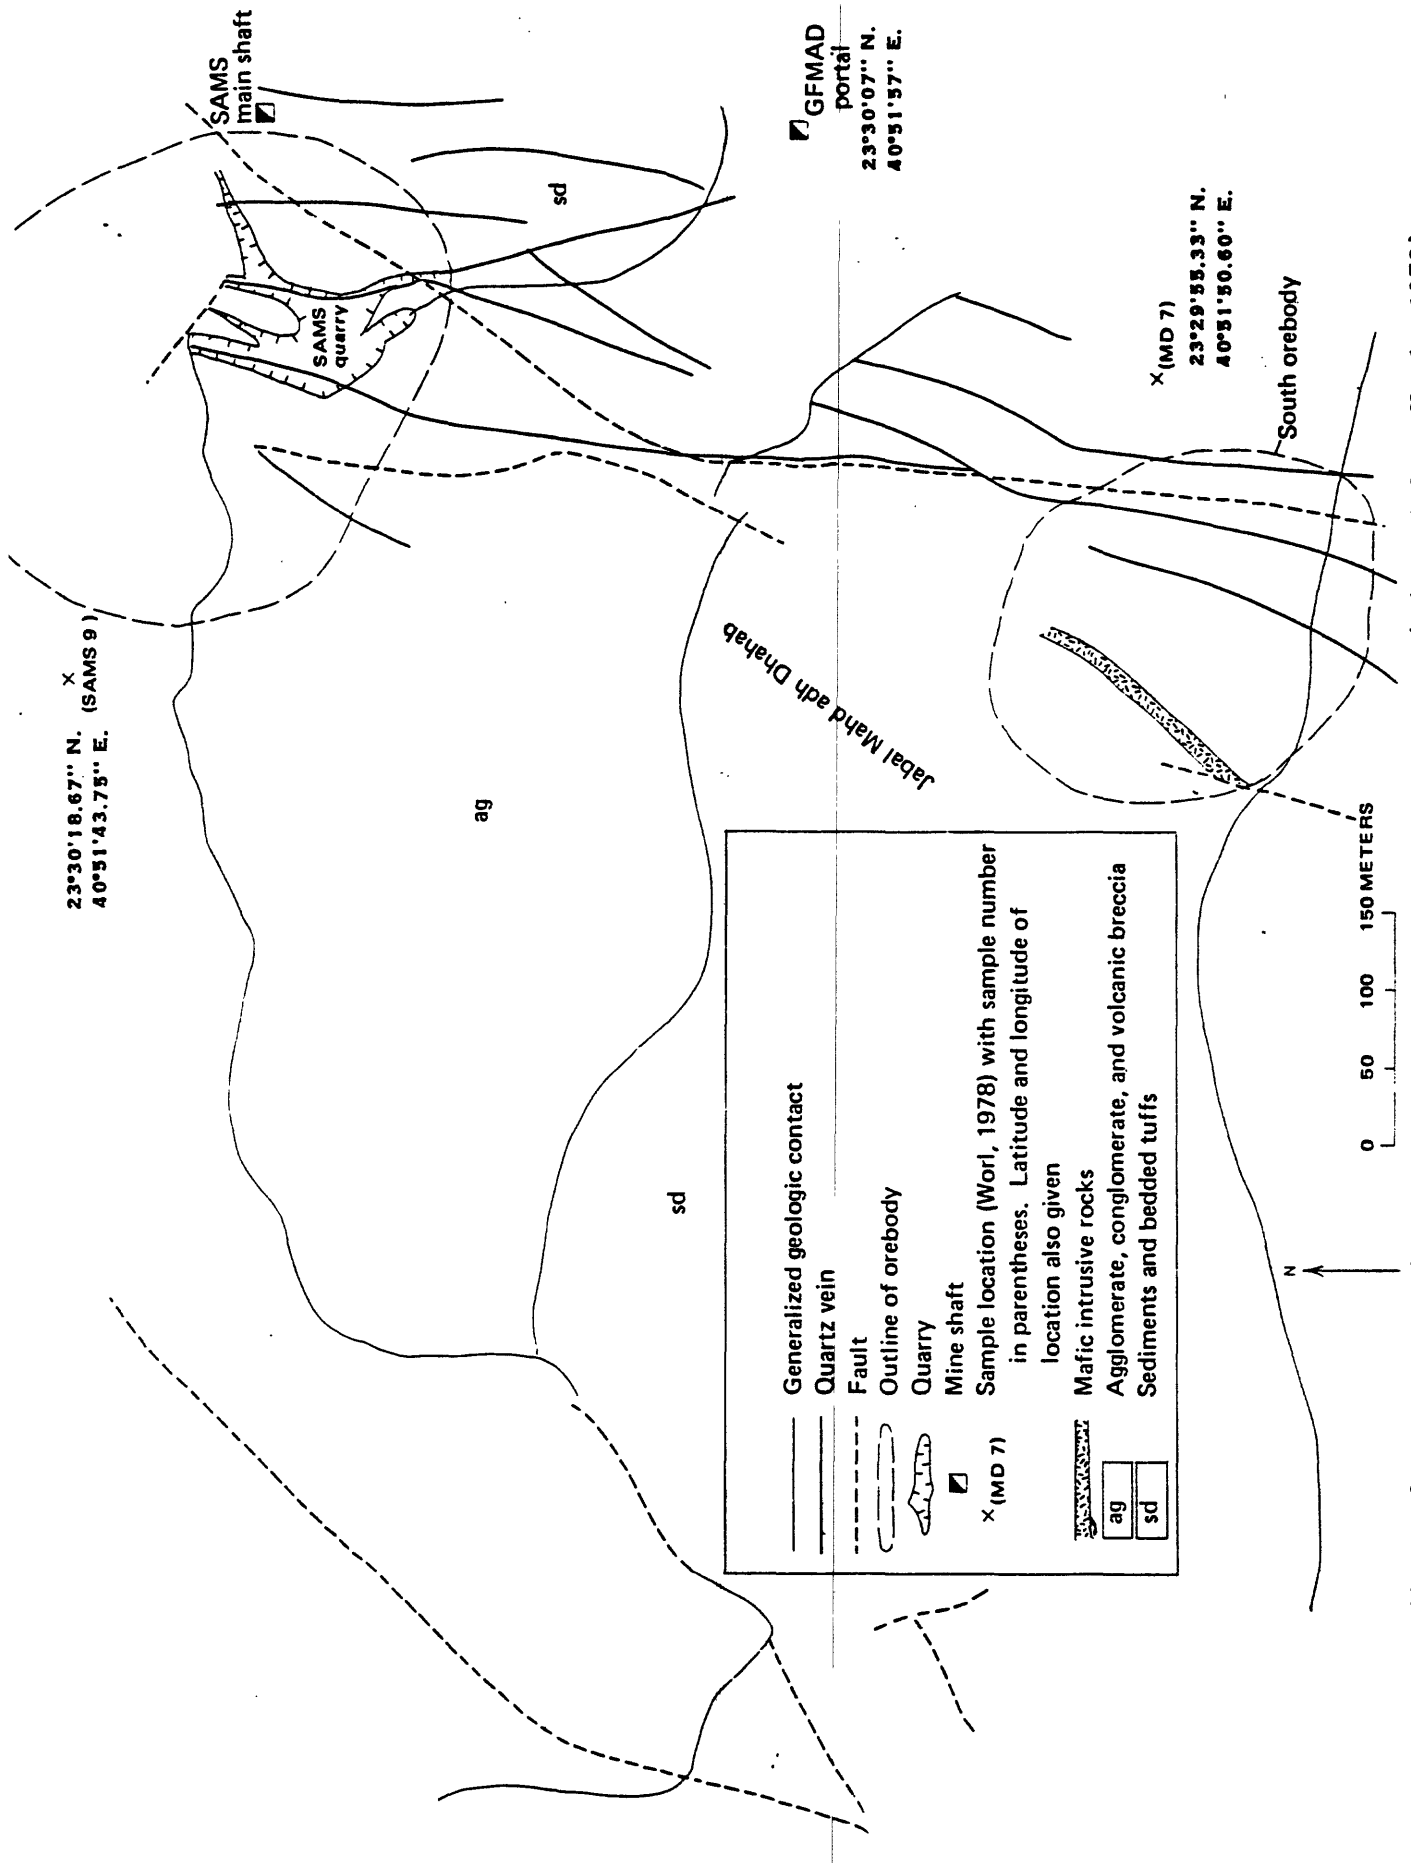 SAMS
main shaft
23°30'18.67" N.
40°51'43.75" E.
x
(SAMS 9)
SAMS
quarry
sd
ag
GFMAD
portal
23°30'07" N.
40°51'57" E.
Jabal Mahd adh Dhahab
x (MD 7)
23°29'55.33" N.
40°51'50.60" E.
South orebody
sd
Generalized geologic contact
Quartz vein
Fault
Outline of orebody
Quarry
Mine shaft
x (MD 7)
Sample location (Worl, 1978) with sample number
in parentheses. Latitude and longitude of
location also given
Mafic intrusive rocks
ag
Agglomerate, conglomerate, and volcanic breccia
sd
Sediments and bedded tuffs
0 50 100 150 METERS
N